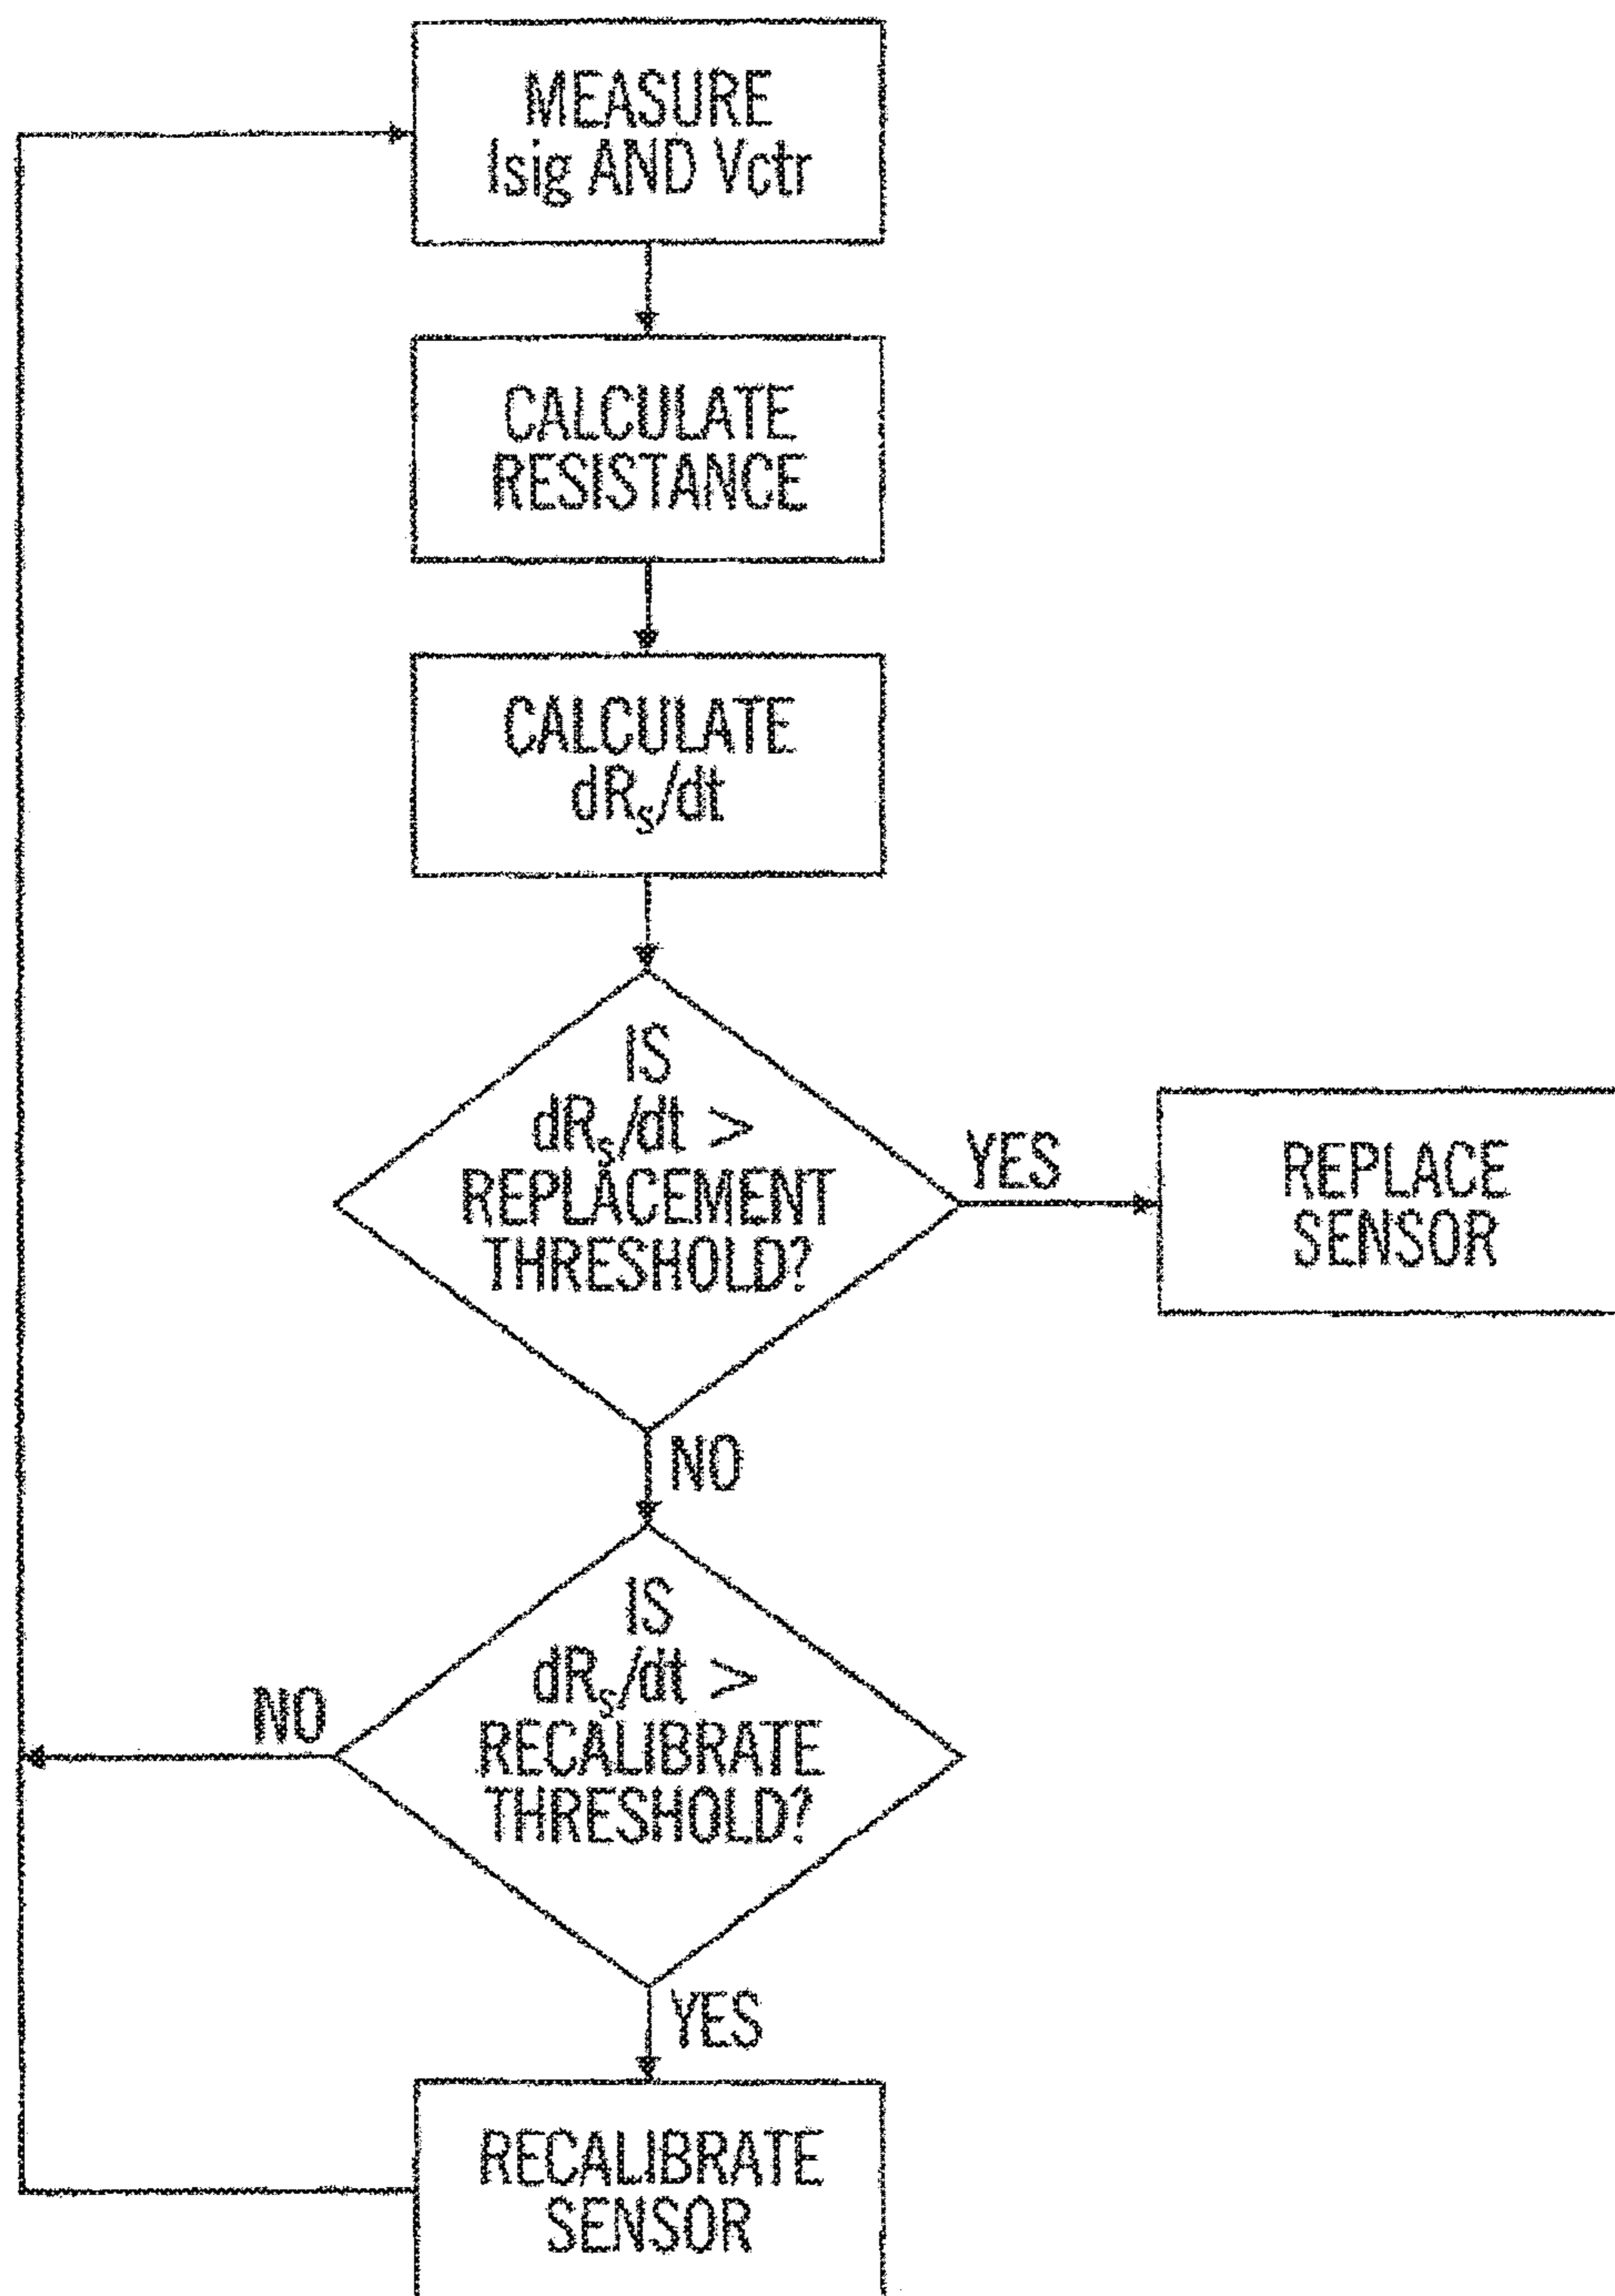 MEASURE
Isig AND Vctr
CALCULATE
RESISTANCE
CALCULATE
dRs/dt
IS
dRs/dt >
REPLACEMENT
THRESHOLD?
YES
REPLACE
SENSOR
NO
IS
dRs/dt >
RECALIBRATE
THRESHOLD?
NO
YES
RECALIBRATE
SENSOR